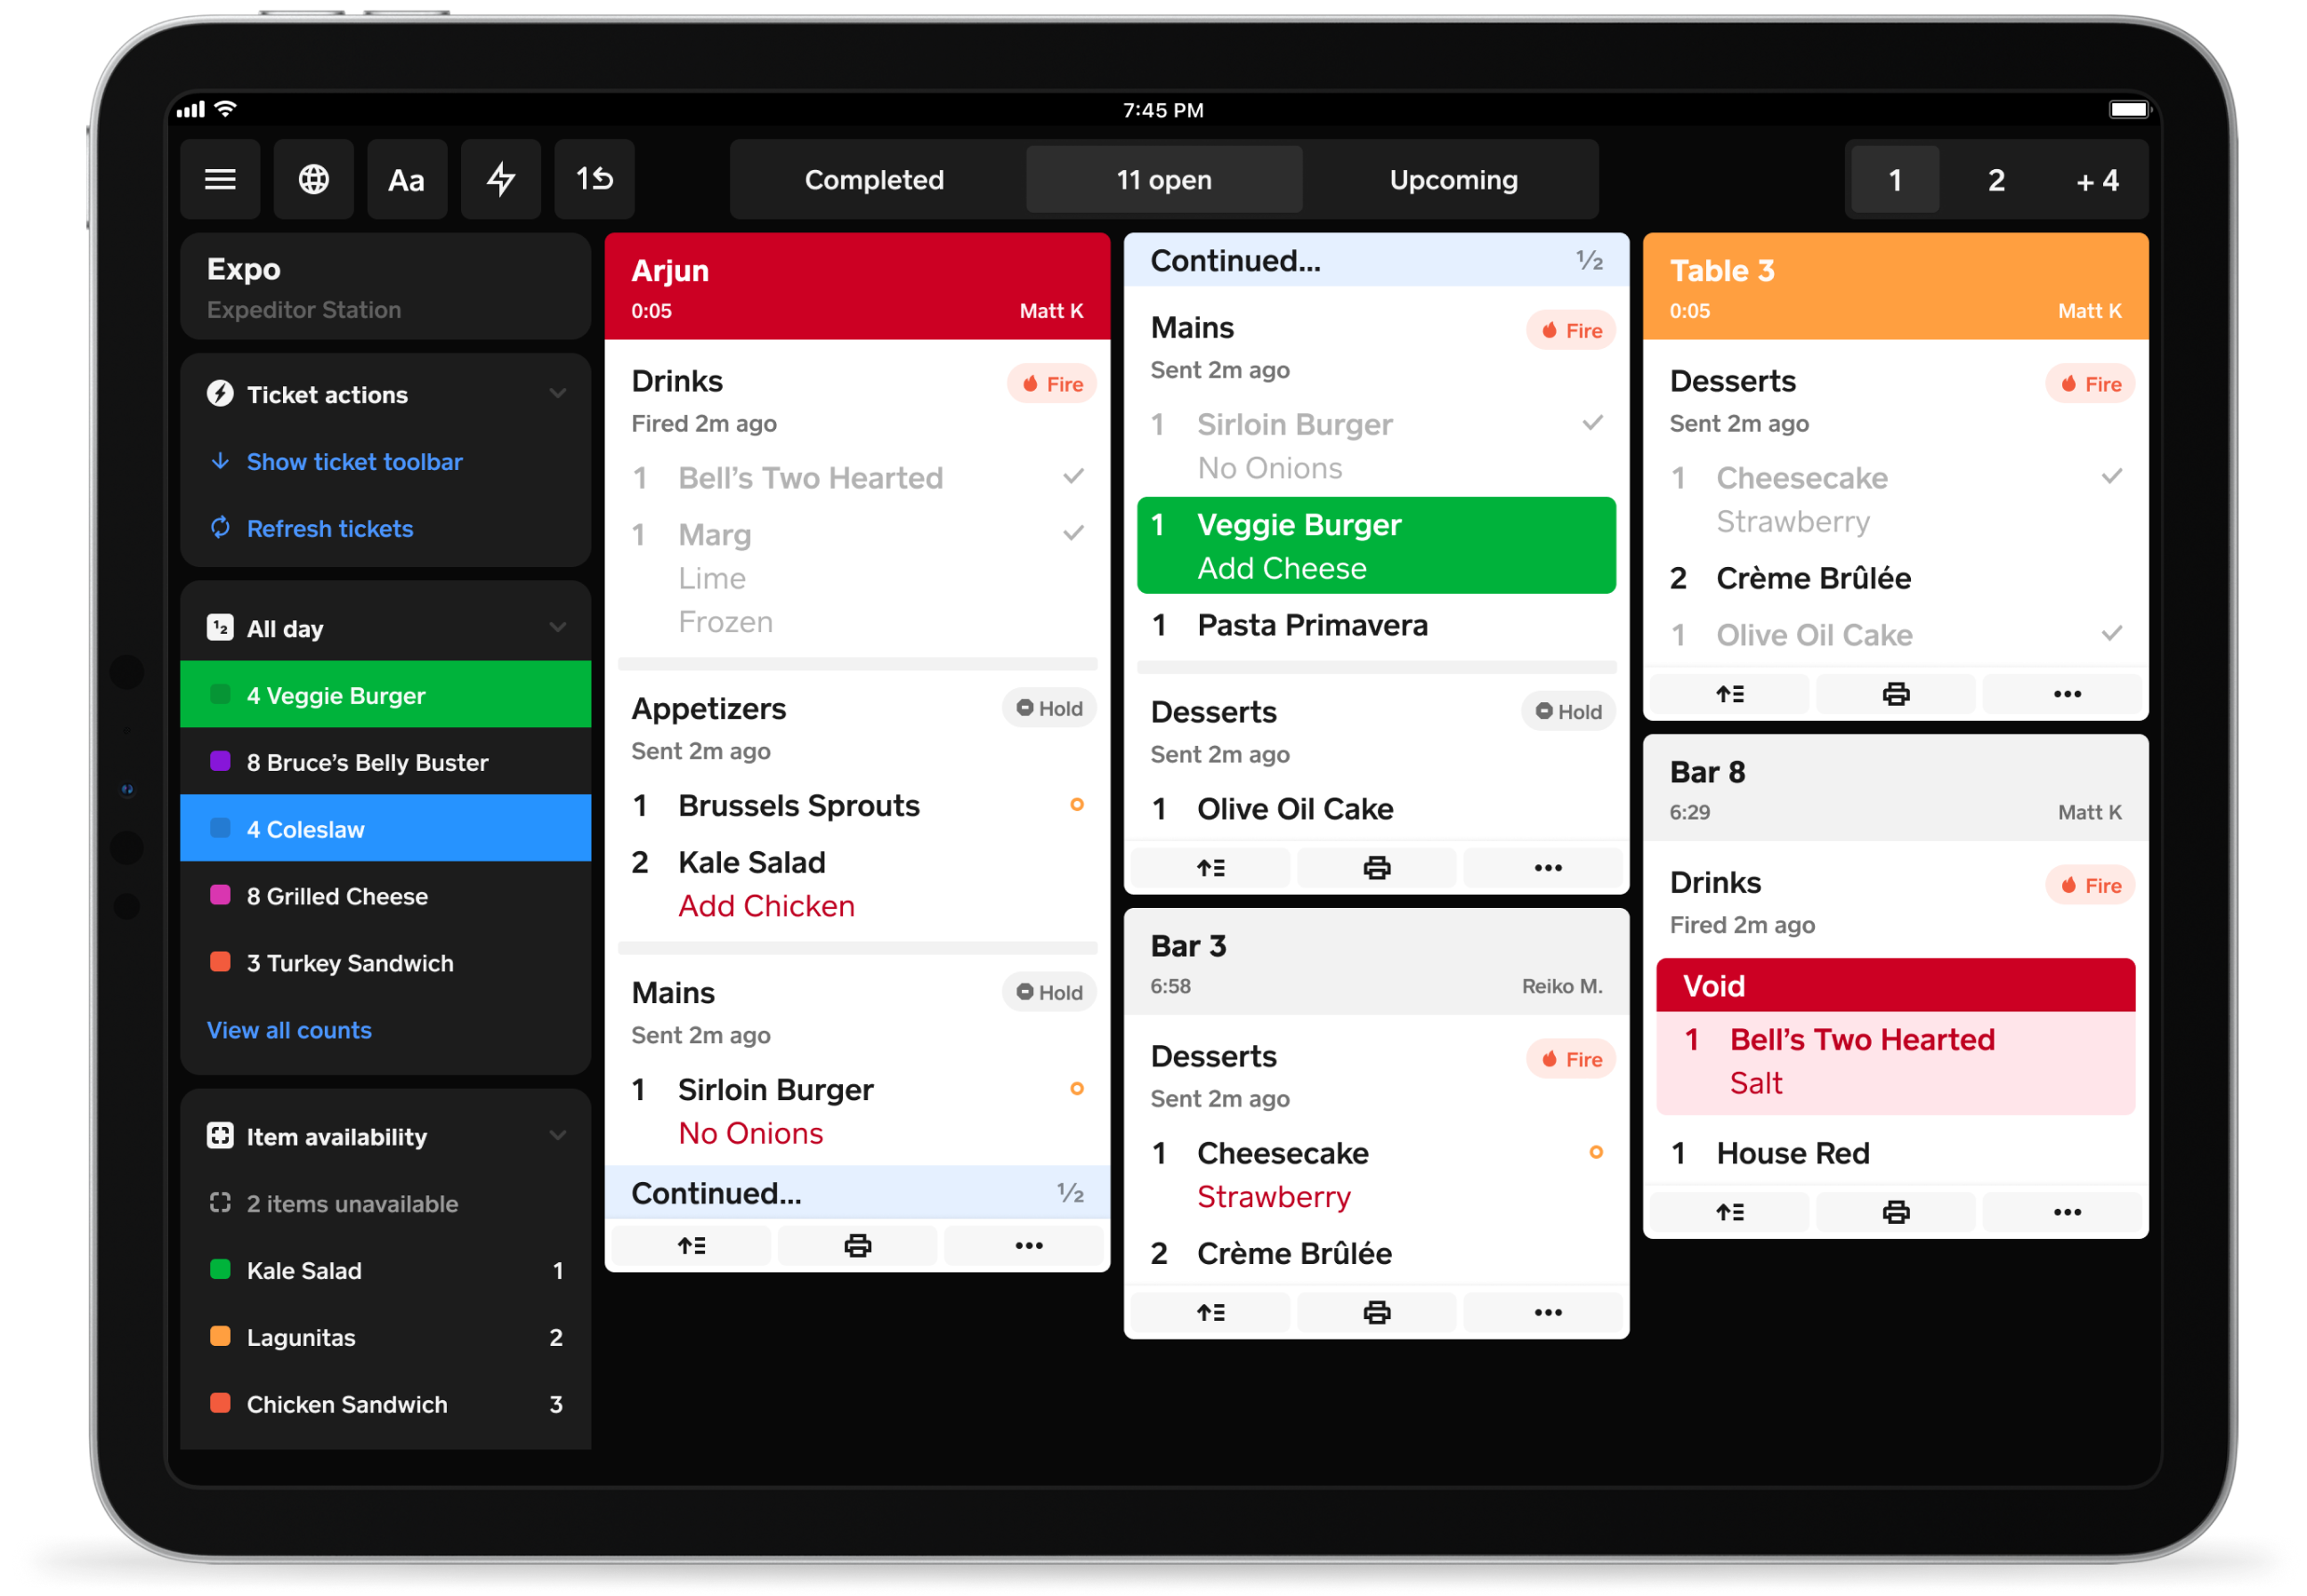 7:45 PM
Aa
1
Completed
11 open
Upcoming
1
2
+ 4
Expo
Expeditor Station
Ticket actions
Show ticket toolbar
Refresh tickets
1 2 All day
4 Veggie Burger
8 Bruce’s Belly Buster
4 Coleslaw
8 Grilled Cheese
3 Turkey Sandwich
View all counts
Item availability
2 items unavailable
Kale Salad 1
Lagunitas 2
Chicken Sandwich 3
Arjun
0:05 Matt K
Drinks Fire
Fired 2m ago
1 Bell’s Two Hearted
1 Marg
Lime
Frozen
Appetizers Hold
Sent 2m ago
1 Brussels Sprouts
2 Kale Salad
Add Chicken
Mains Hold
Sent 2m ago
1 Sirloin Burger
No Onions
Continued... ½
Continued... ½
Mains Fire
Sent 2m ago
1 Sirloin Burger
No Onions
1 Veggie Burger
Add Cheese
1 Pasta Primavera
Desserts Hold
Sent 2m ago
1 Olive Oil Cake
Bar 3
6:58 Reiko M.
Desserts Fire
Sent 2m ago
1 Cheesecake
Strawberry
2 Crème Brûlée
Table 3
0:05 Matt K
Desserts Fire
Sent 2m ago
1 Cheesecake
Strawberry
2 Crème Brûlée
1 Olive Oil Cake
Bar 8
6:29 Matt K
Drinks Fire
Fired 2m ago
Void
1 Bell’s Two Hearted
Salt
1 House Red